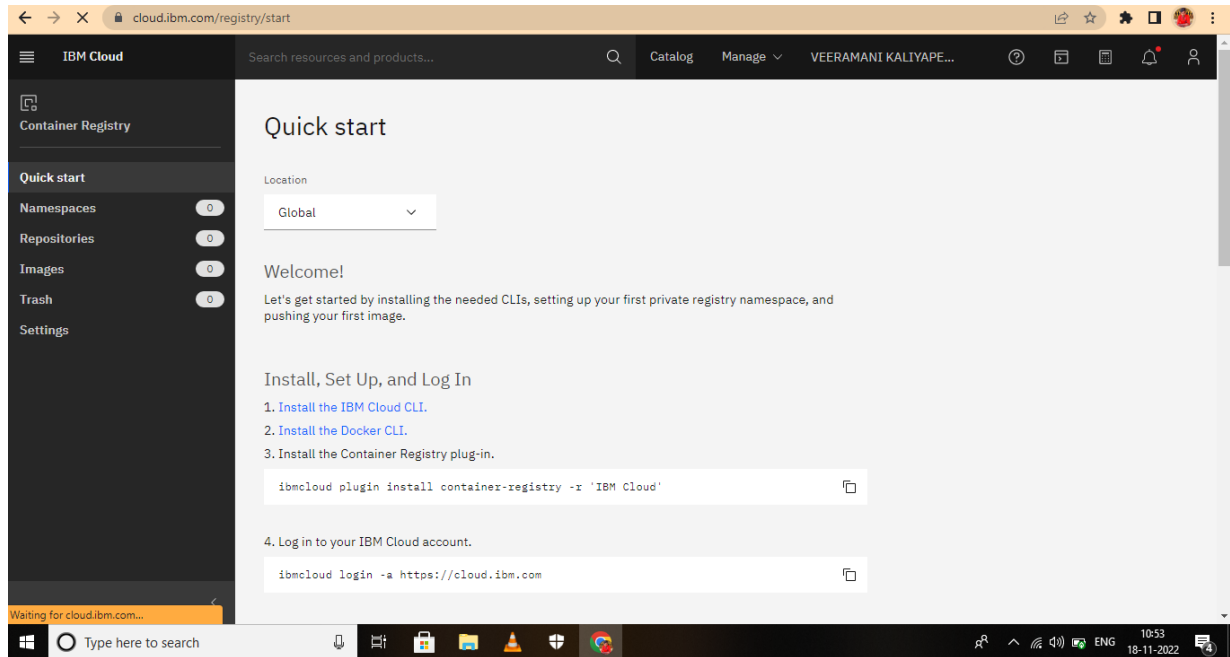 cloud.ibm.com/registry/start
IBM Cloud
Search resources and products...
Catalog
Manage
VEERAMANI KALIYAPE...
Container Registry
Quick start
Namespaces 0
Repositories 0
Images 0
Trash 0
Settings
Quick start
Location
Global
Welcome!
Let's get started by installing the needed CLIs, setting up your first private registry namespace, and
pushing your first image.
Install, Set Up, and Log In
1. Install the IBM Cloud CLI.
2. Install the Docker CLI.
3. Install the Container Registry plug-in.
ibmcloud plugin install container-registry -r 'IBM Cloud'
4. Log in to your IBM Cloud account.
ibmcloud login -a https://cloud.ibm.com
Waiting for cloud.ibm.com...
Type here to search
ENG
10:53
18-11-2022
4